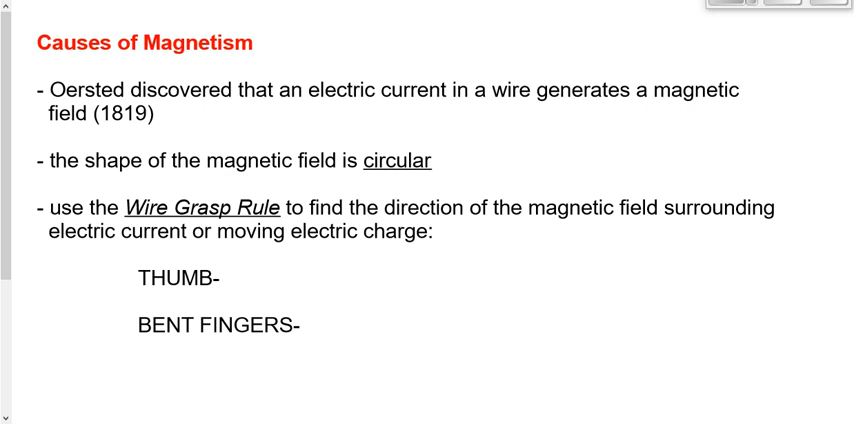 Causes of Magnetism
- Oersted discovered that an electric current in a wire generates a magnetic
field (1819)
- the shape of the magnetic field is circular
- use the Wire Grasp Rule to find the direction of the magnetic field surrounding
electric current or moving electric charge:
THUMB-
BENT FINGERS-